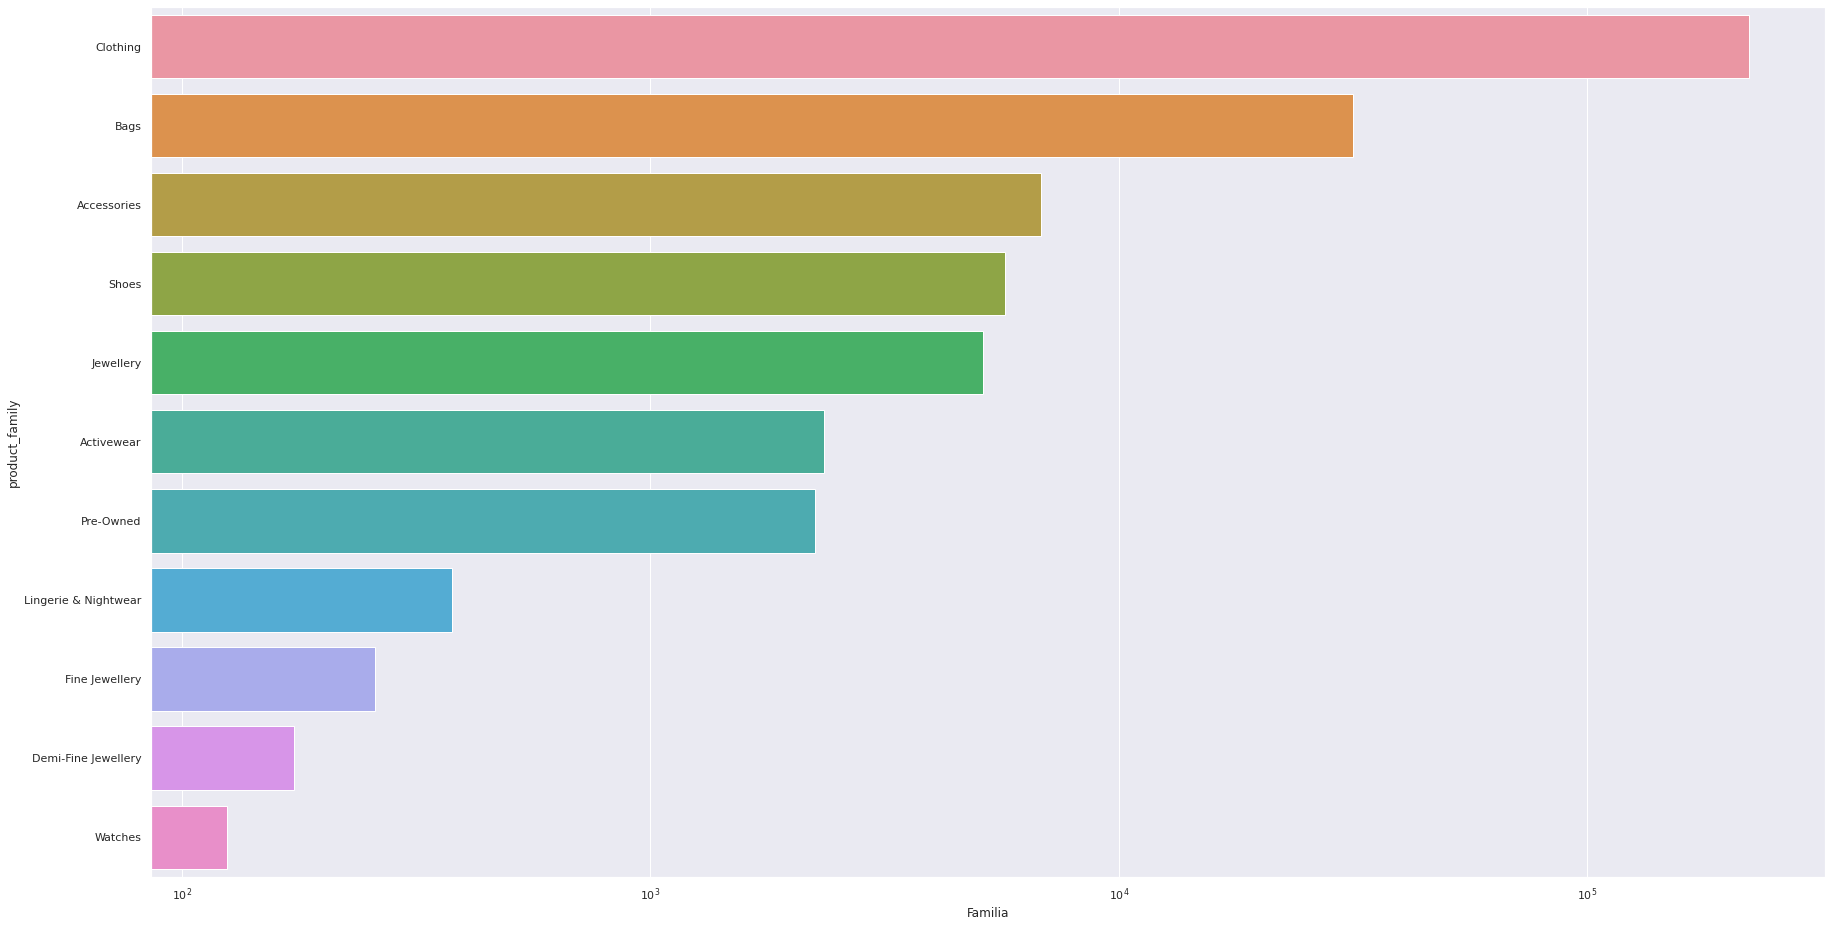 Clothing
Bags
Accessories
Shoes
Jewellery
Activewear
Pre-Owned
Lingerie & Nightwear
Fine Jewellery
Demi-Fine Jewellery
Watches
product_family
10² 10³ 10⁴ 10⁵
Familia